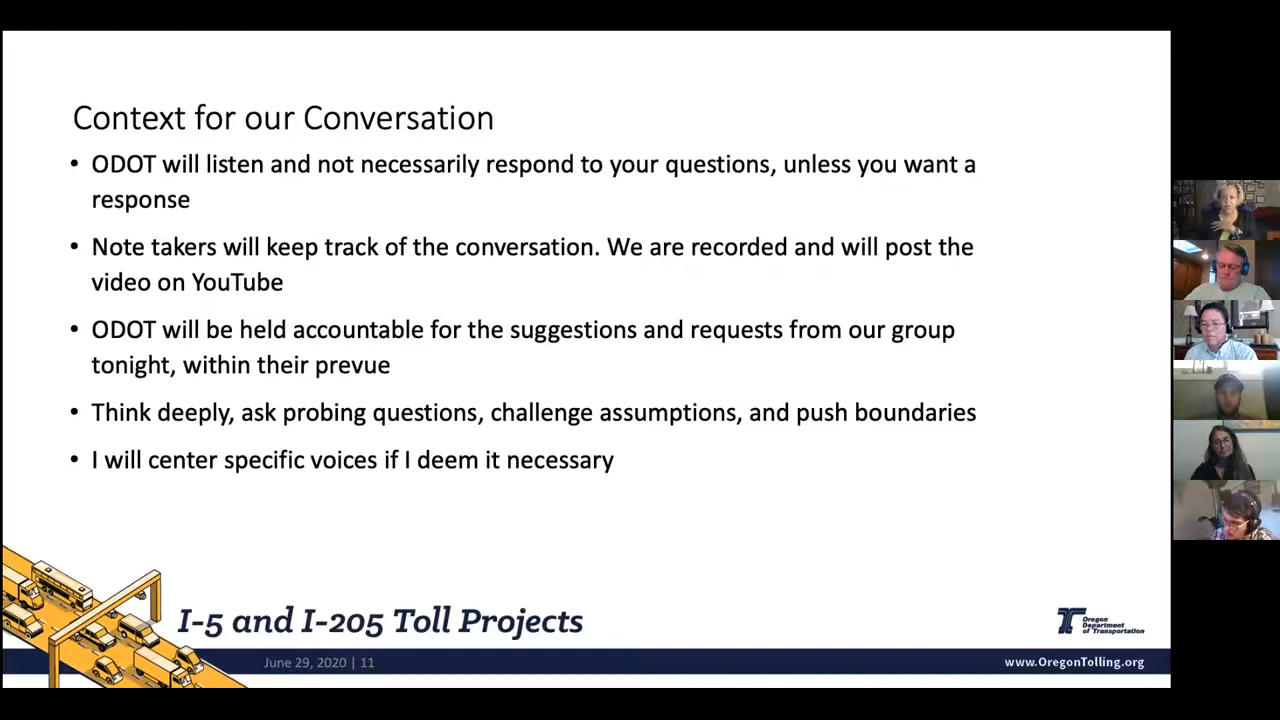 Context for our Conversation
• ODOT will listen and not necessarily respond to your questions, unless you want a
response
• Note takers will keep track of the conversation. We are recorded and will post the
video on YouTube
• ODOT will be held accountable for the suggestions and requests from our group
tonight, within their prevue
• Think deeply, ask probing questions, challenge assumptions, and push boundaries
• I will center specific voices if I deem it necessary
I-5 and I-205 Toll Projects
Oregon
Department
of Transportation
June 29, 2020 | 11
www.OregonTolling.org